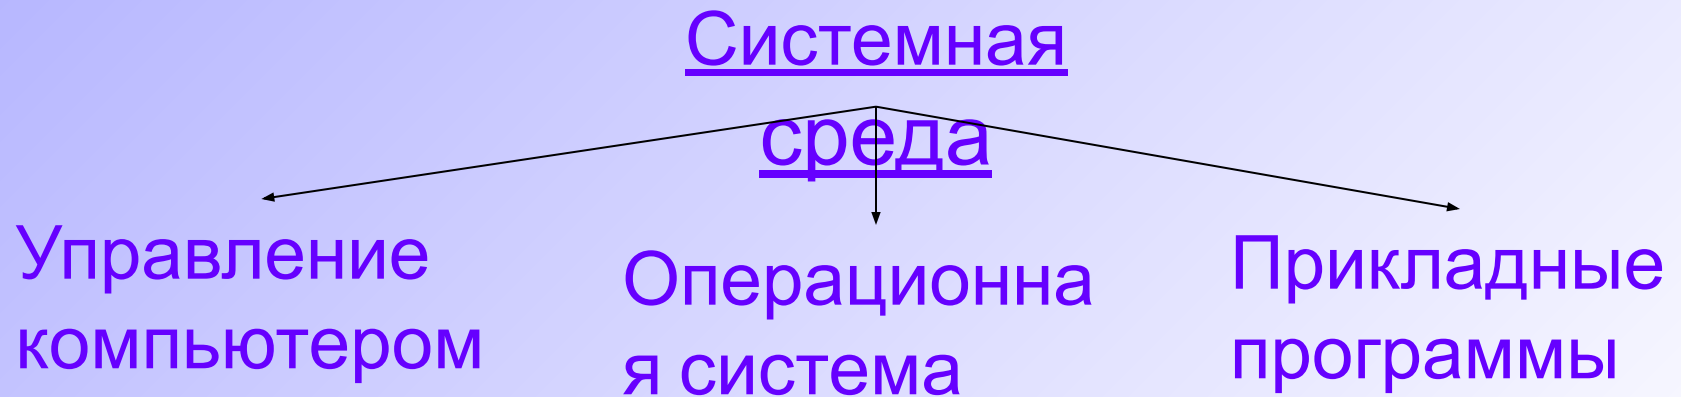 Системная
среда
Управление
компьютером
Операционна
я система
Прикладные
программы